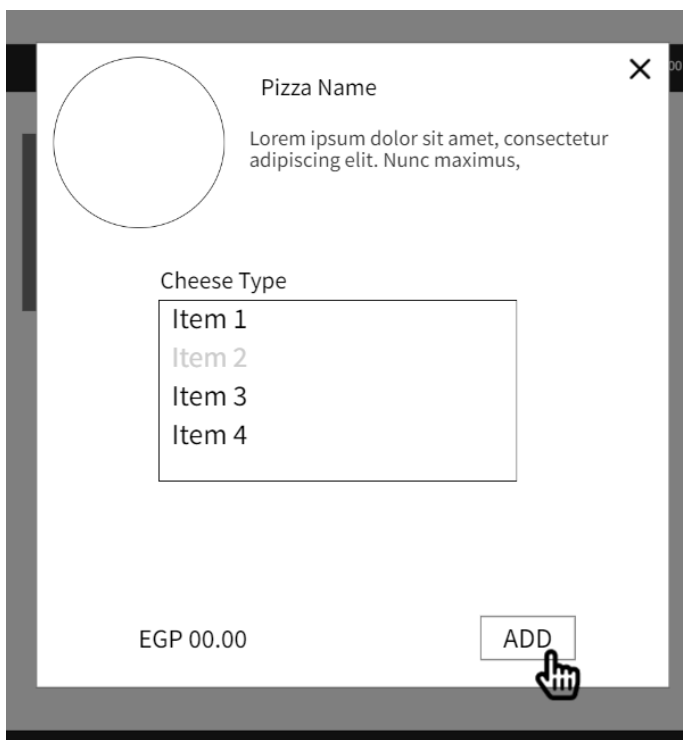 Pizza Name
00
Lorem ipsum dolor sit amet, consectetur
adipiscing elit. Nunc maximus,
Cheese Type
Item 1
Item 2
Item 3
Item 4
EGP 00.00
ADD